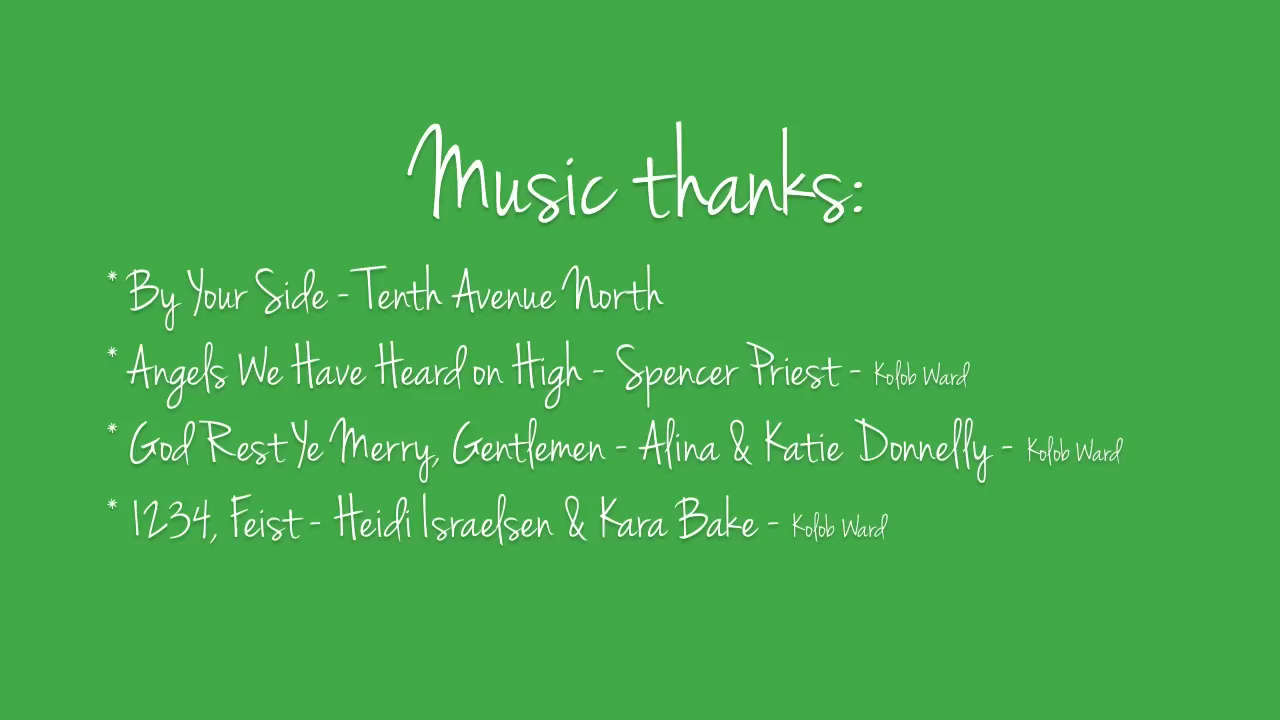 Music thanks:
* By Your Side - Tenth Avenue North
* Angels We Have Heard on High - Spencer Priest - Kolob Ward
* God Rest Ye Merry, Gentlemen - Alina & Katie Donnelly - Kolob Ward
* 1234, Feist - Heidi Israelsen & Kara Bake - Kolob Ward